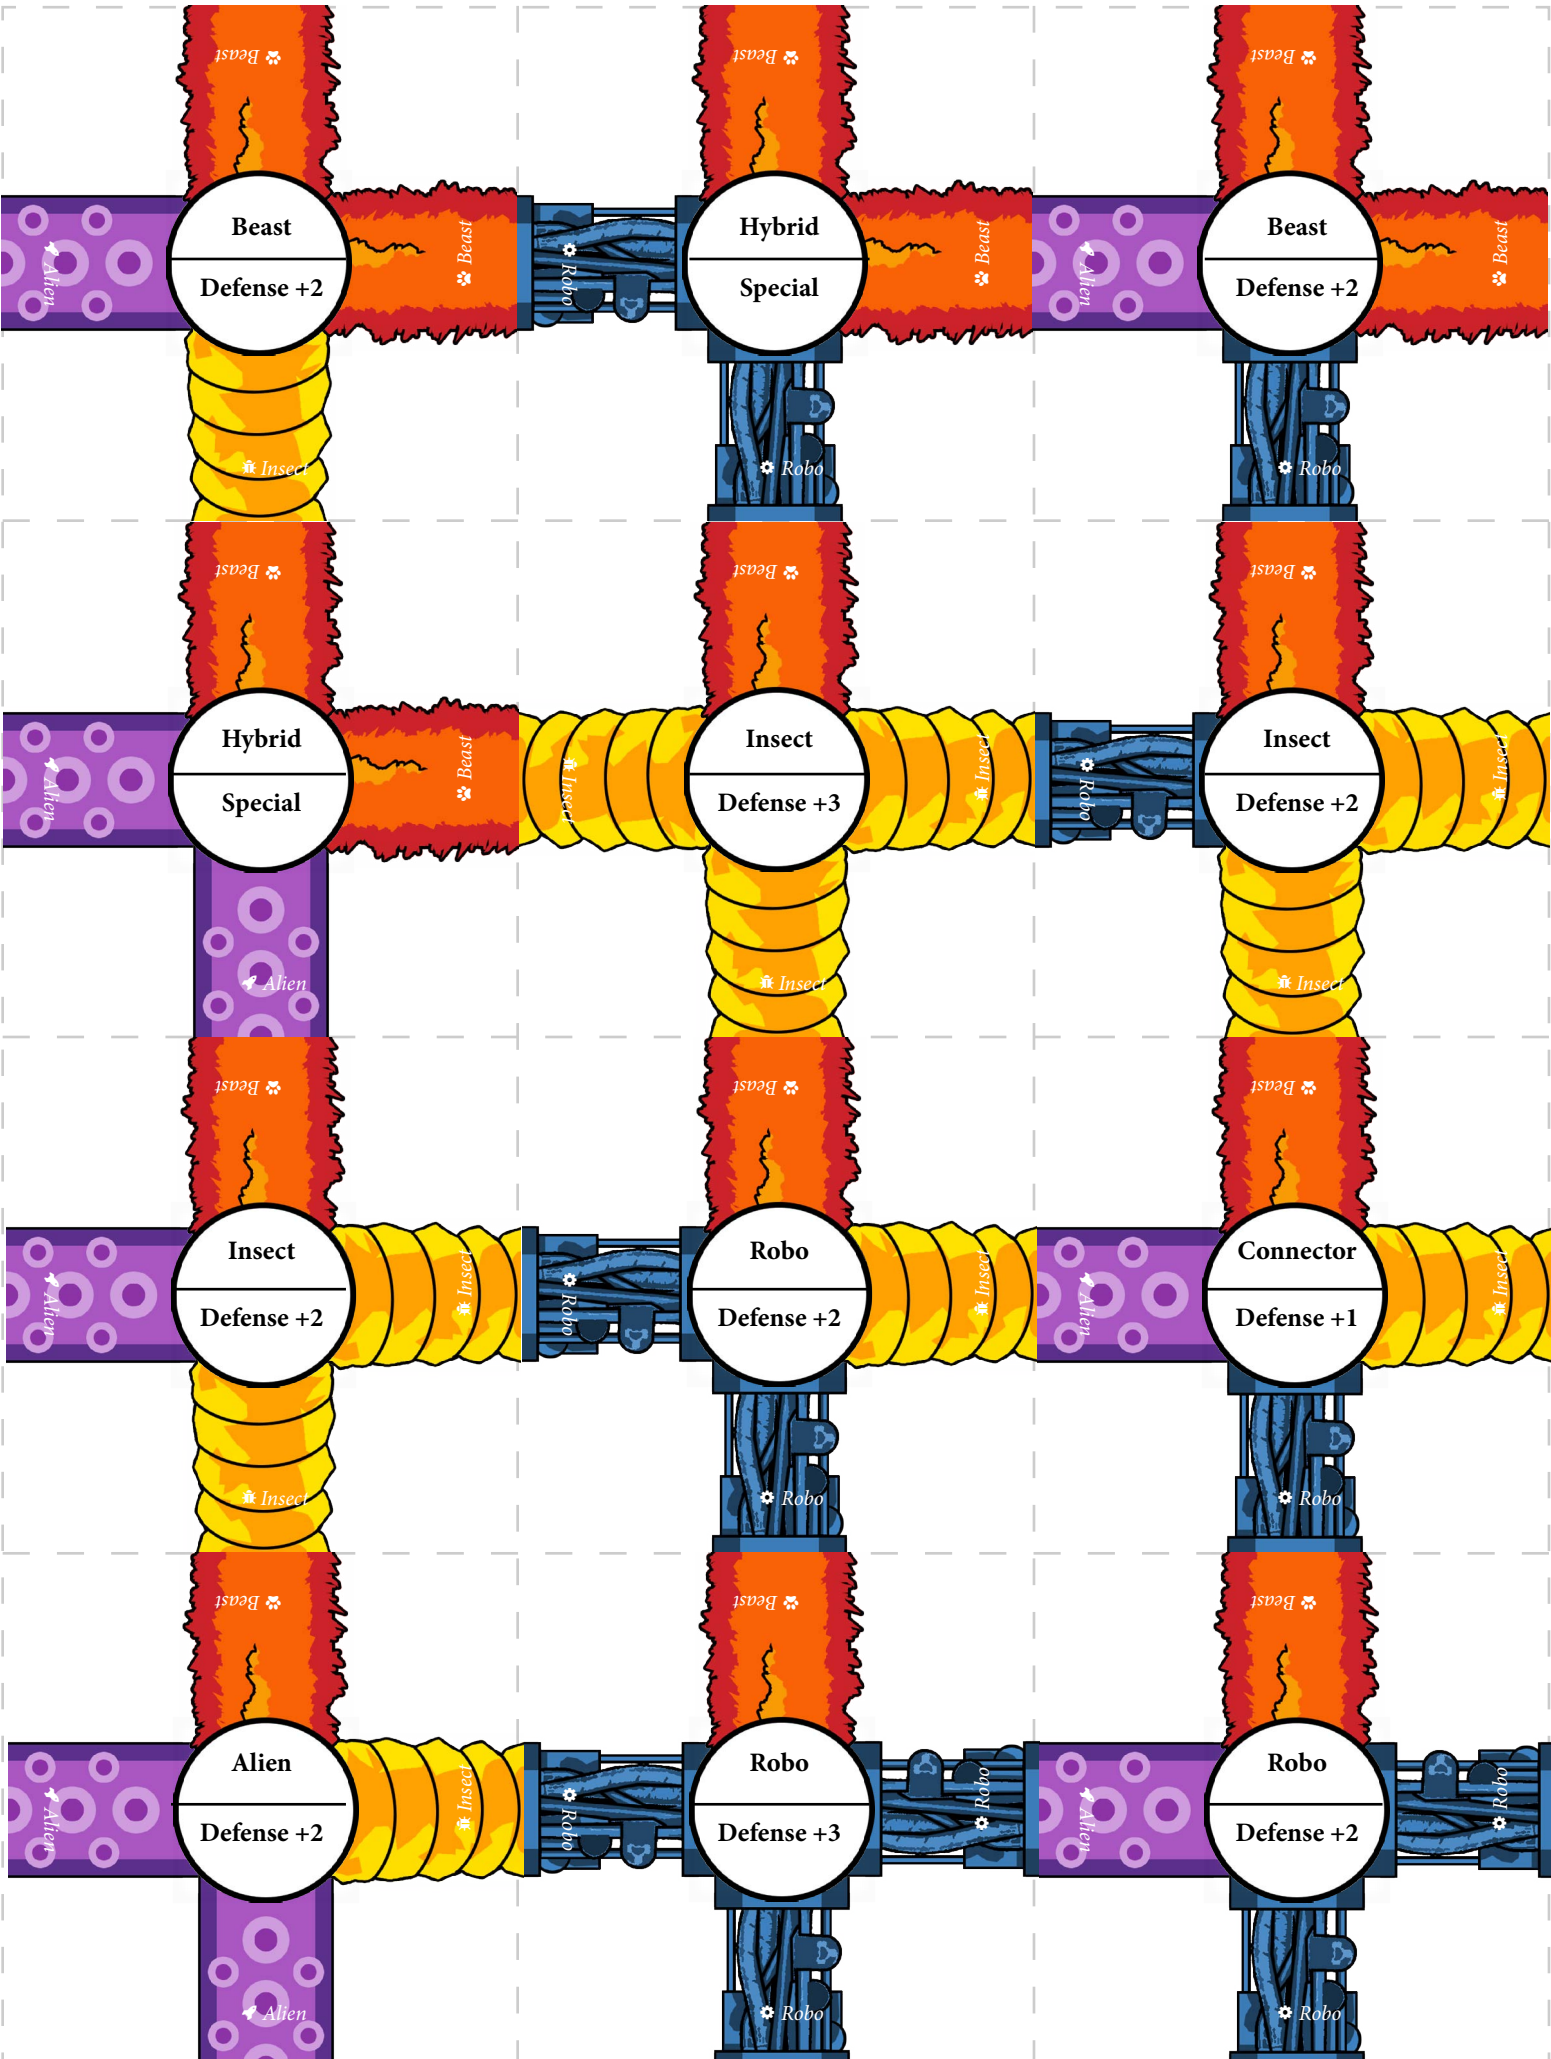 Beast
Beast
Beast
Beast
Defense +2
Alien
Beast
Hybrid
Special
Robo
Beast
Beast
Defense +2
Alien
Beast
Insect
Robo
Robo
Beast
Beast
Beast
Hybrid
Special
Alien
Beast
Insect
Defense +3
Insect
Insect
Insect
Defense +2
Robo
Insect
Alien
Insect
Insect
Beast
Beast
Beast
Insect
Defense +2
Alien
Insect
Robo
Defense +2
Robo
Insect
Connector
Defense +1
Alien
Insect
Insect
Robo
Robo
Beast
Beast
Beast
Alien
Defense +2
Alien
Insect
Robo
Defense +3
Robo
Robo
Robo
Defense +2
Alien
Robo
Alien
Robo
Robo